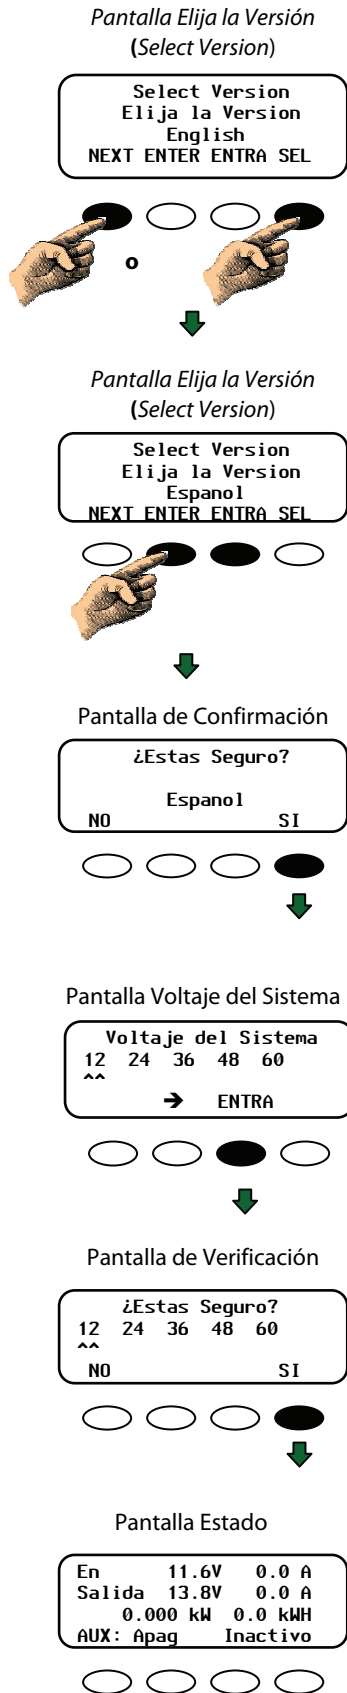 Pantalla Elija la Versión
(Select Version)
Select Version
Elija la Version
English
NEXT ENTER ENTRA SEL
o
Pantalla Elija la Versión
(Select Version)
Select Version
Elija la Version
Espanol
NEXT ENTER ENTRA SEL
Pantalla de Confirmación
¿Estas Seguro?
Espanol
NO SI
Pantalla Voltaje del Sistema
Voltaje del Sistema
12 24 36 48 60
^^
➔ ENTRA
Pantalla de Verificación
¿Estas Seguro?
12 24 36 48 60
^^
NO SI
Pantalla Estado
En 11.6V 0.0 A
Salida 13.8V 0.0 A
0.000 kW 0.0 kWH
AUX: Apag Inactivo